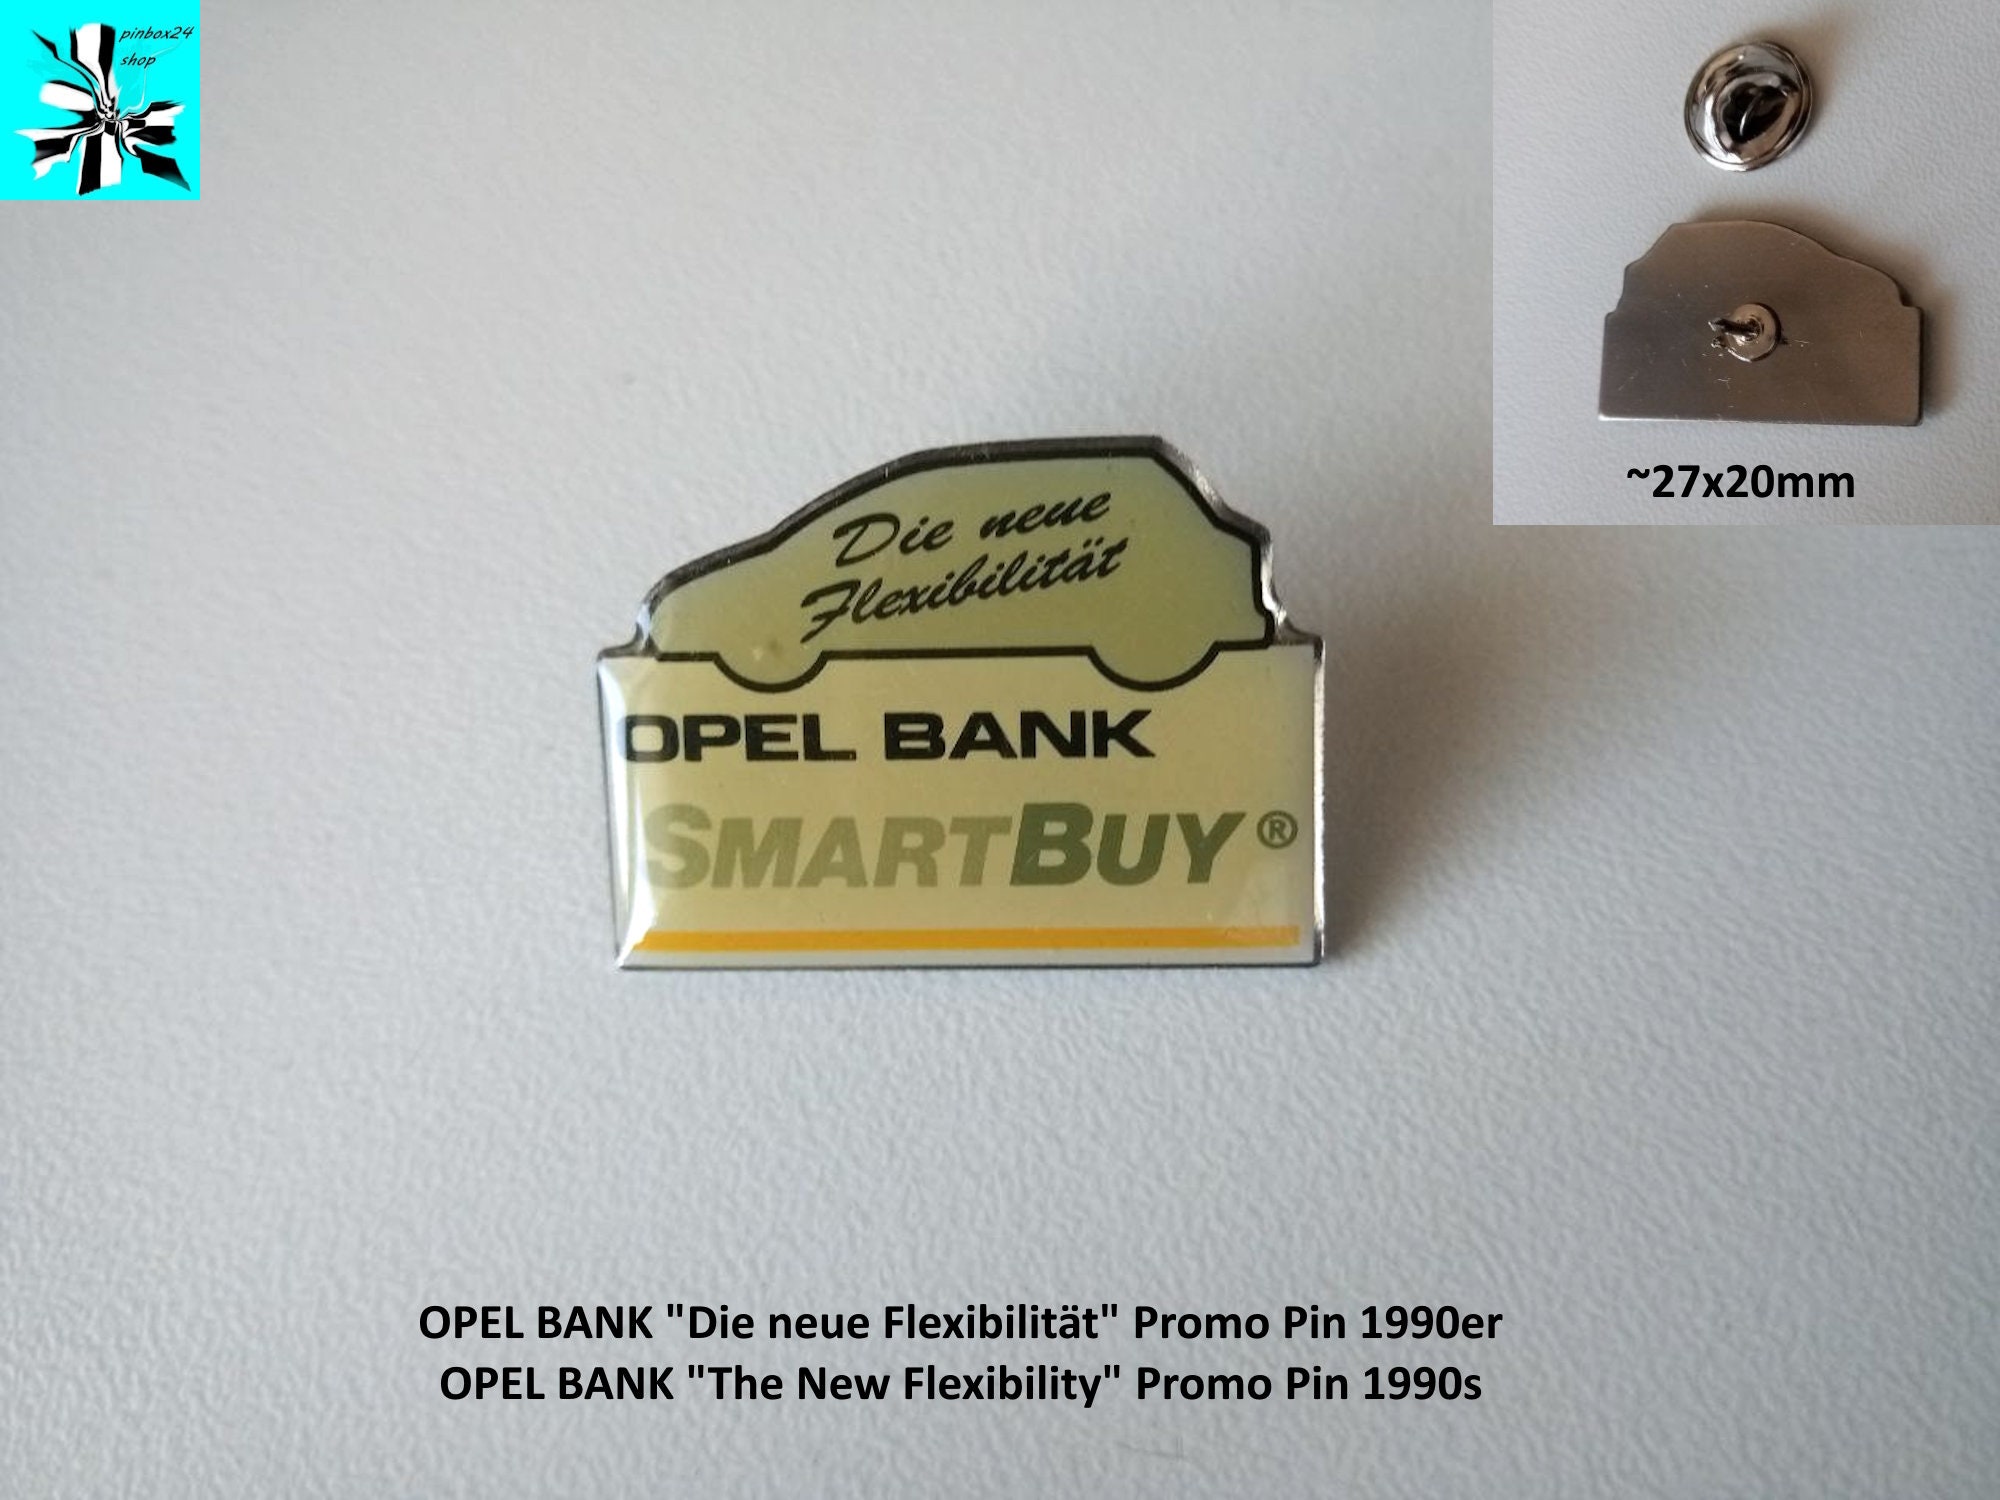 pinbox24
shop
~27x20mm
Die neue
Flexibilität
OPEL BANK
SMARTBUY®
OPEL BANK "Die neue Flexibilität" Promo Pin 1990er
OPEL BANK "The New Flexibility" Promo Pin 1990s